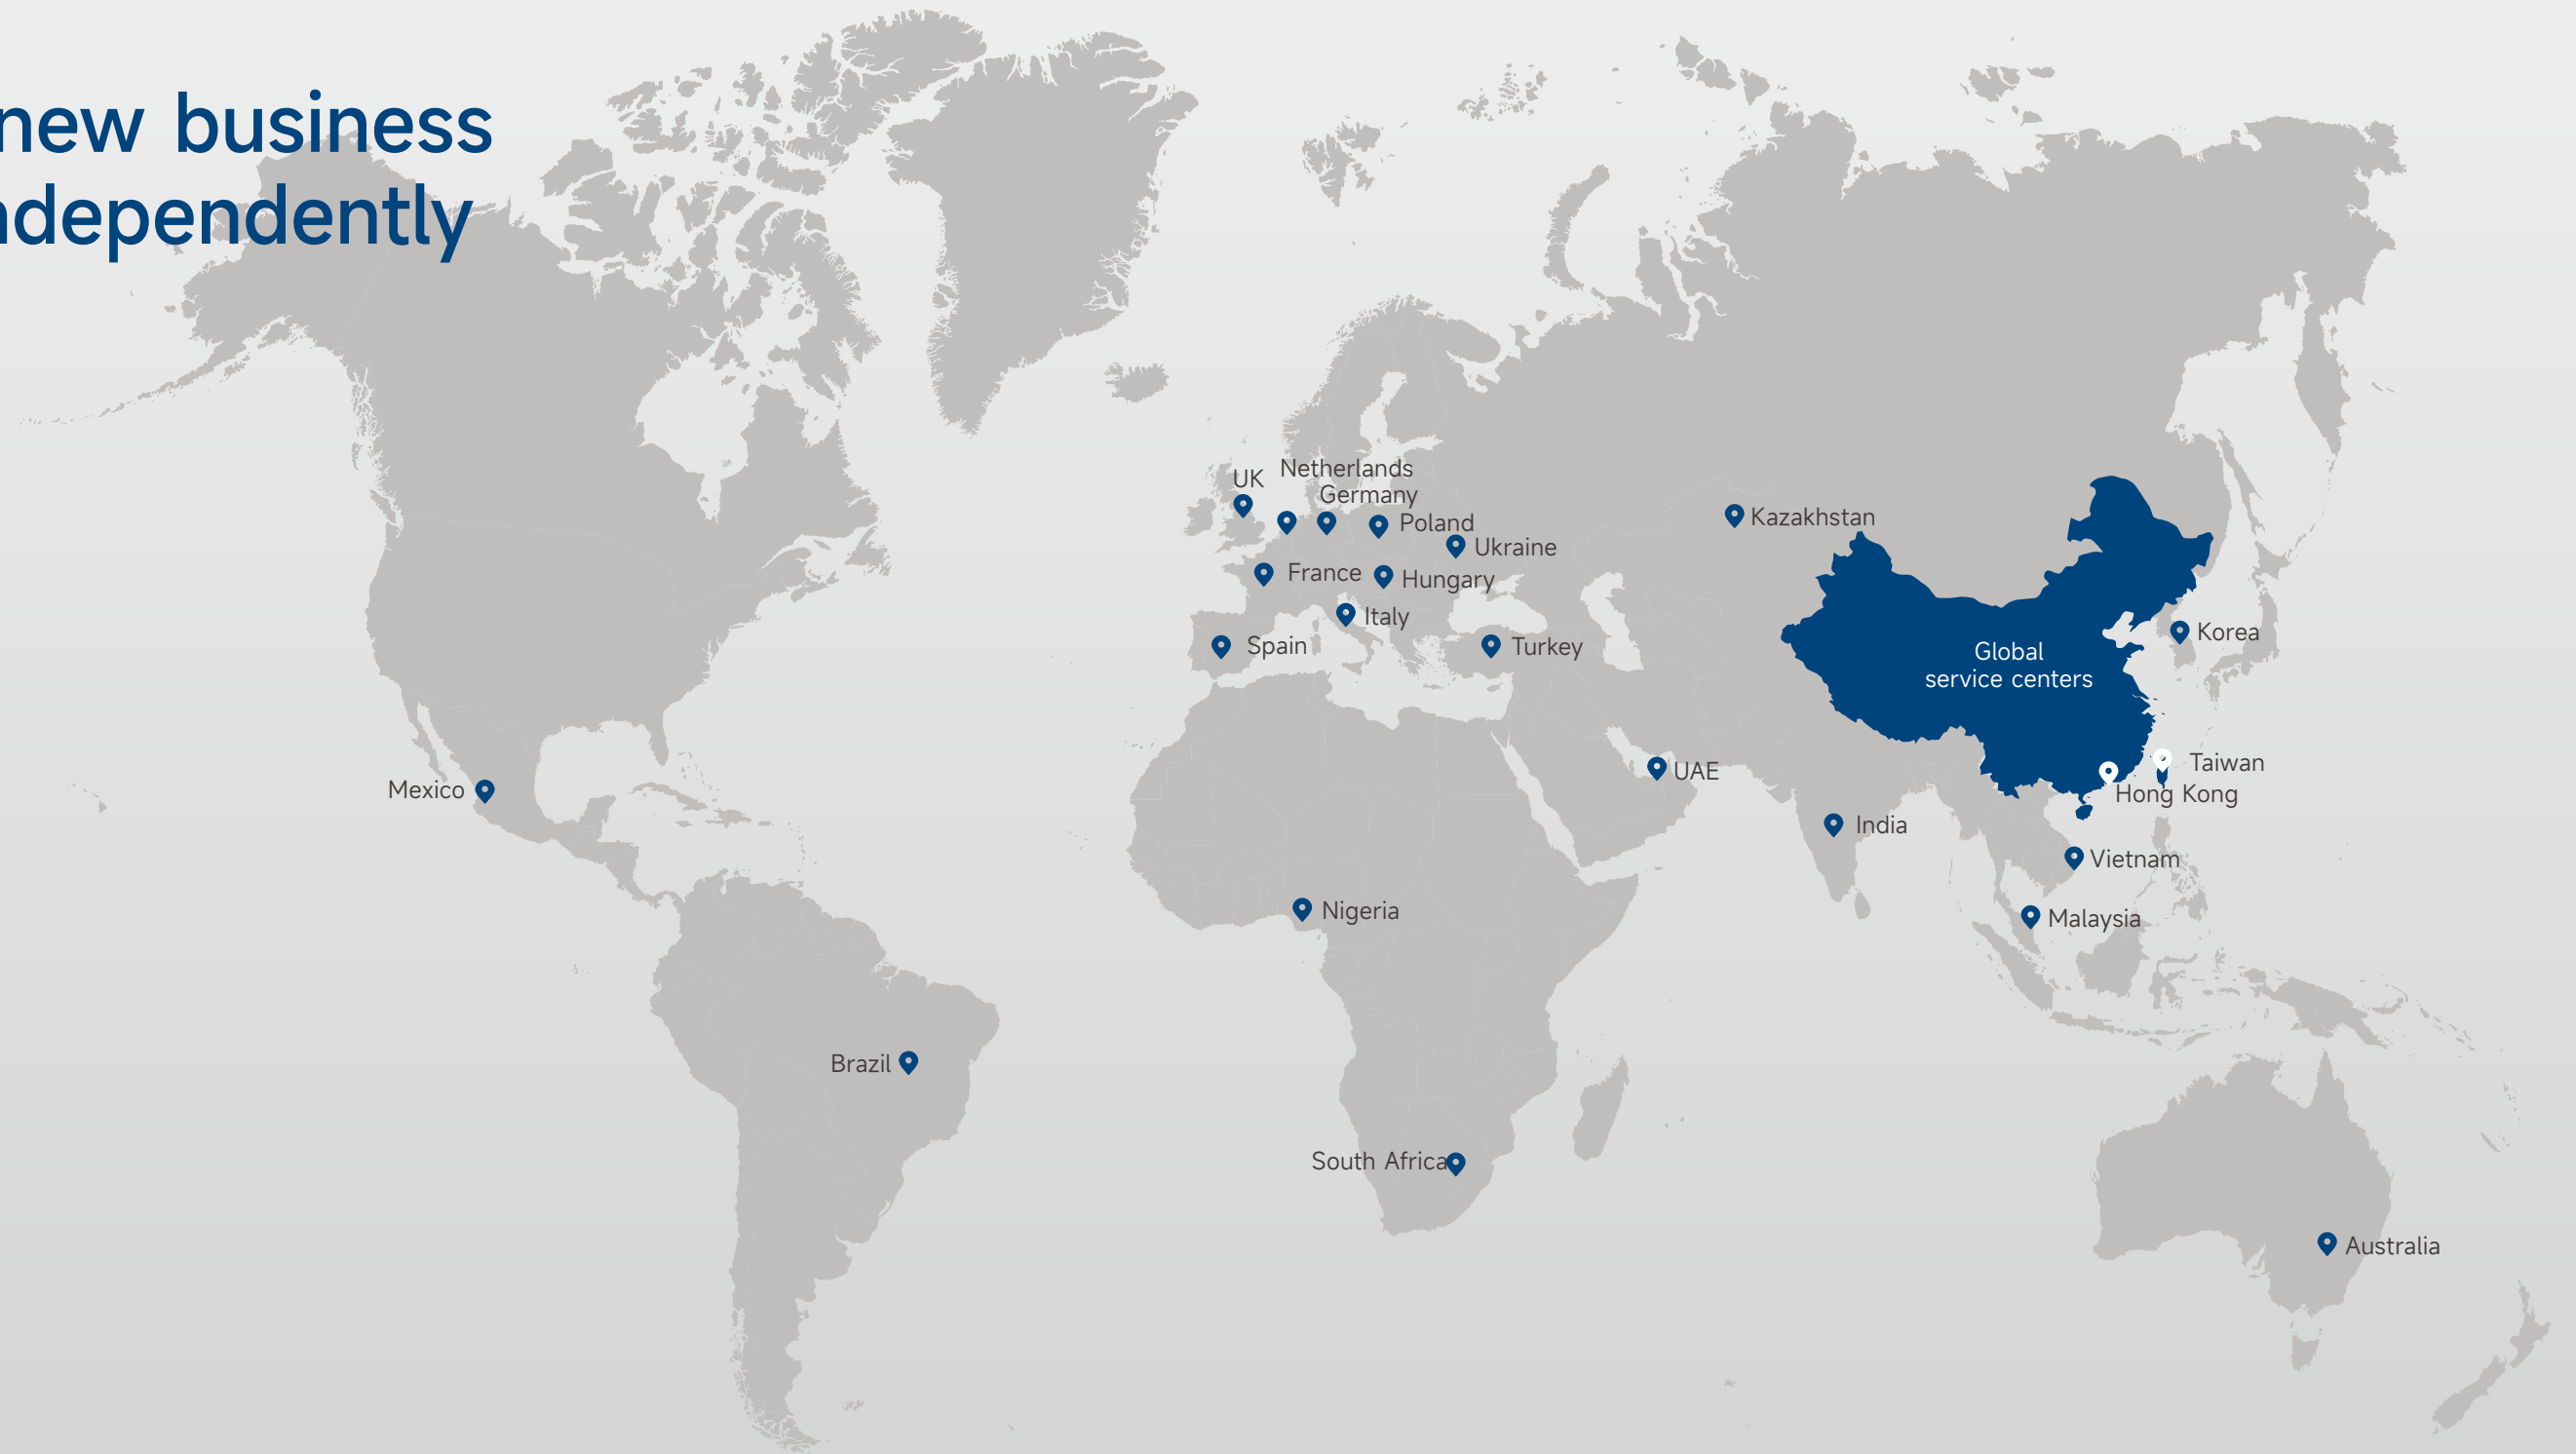 new business
ndependently
UK
Netherlands
Germany
Poland
Ukraine
France
Hungary
Italy
Spain
Turkey
Kazakhstan
Global
service centers
Korea
Taiwan
Hong Kong
Mexico
UAE
India
Vietnam
Nigeria
Malaysia
Brazil
South Africa
Australia